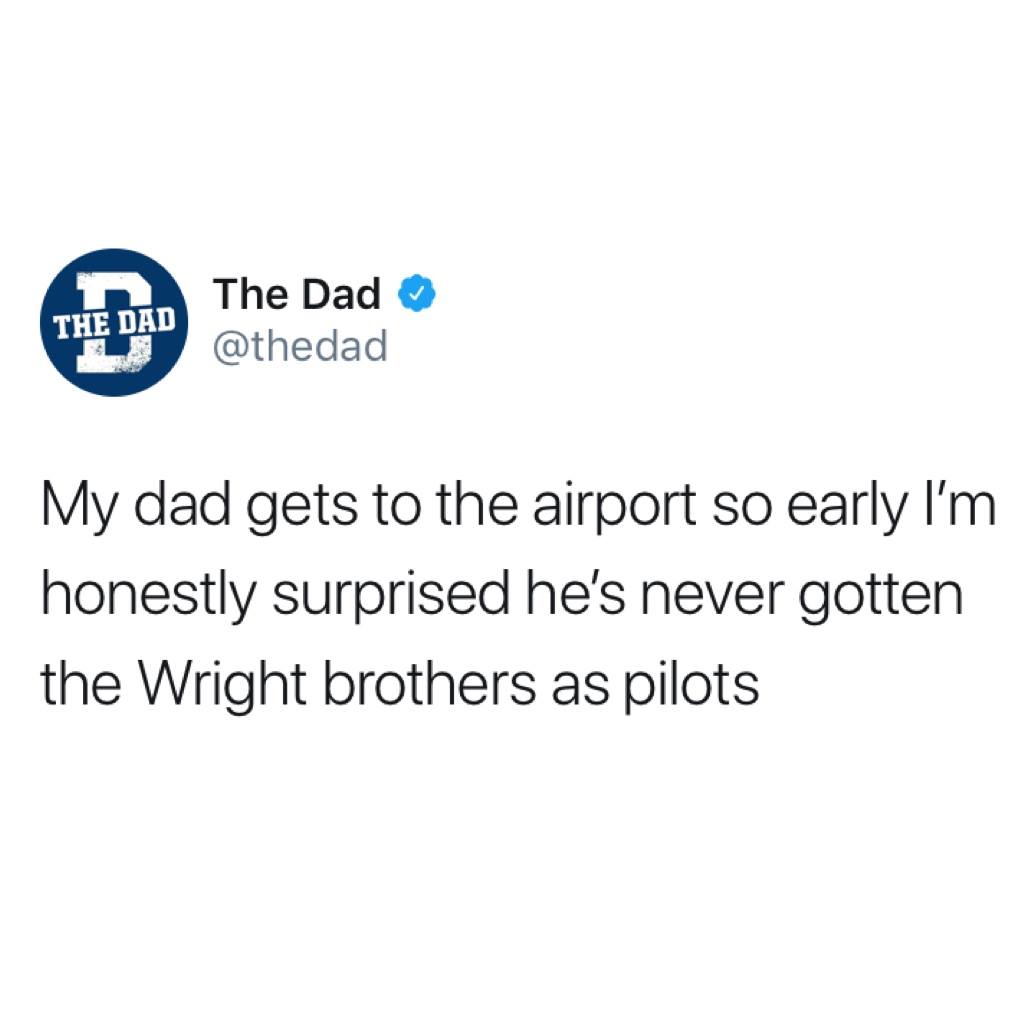 D
THE DAD
The Dad
@thedad
My dad gets to the airport so early I’m
honestly surprised he’s never gotten
the Wright brothers as pilots